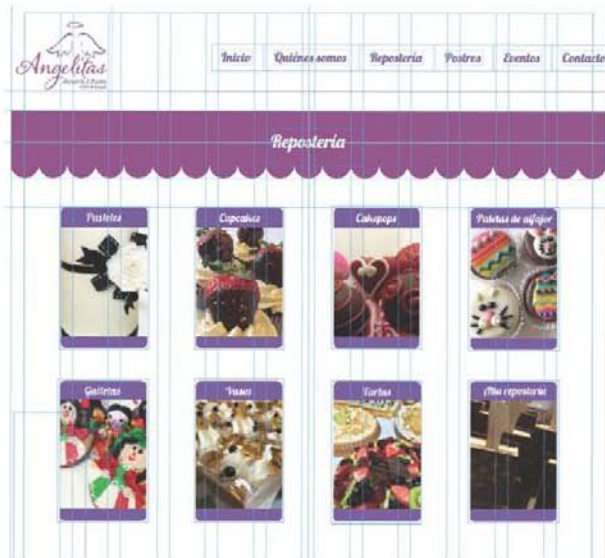 Angelitas
Inicio Quiénes somos Repostería Postres Eventos Contacto
Repostería
Pasteles Cupcakes Cakepops Paletas de alfajor
Galletas Vasos Tartas Alta repostería